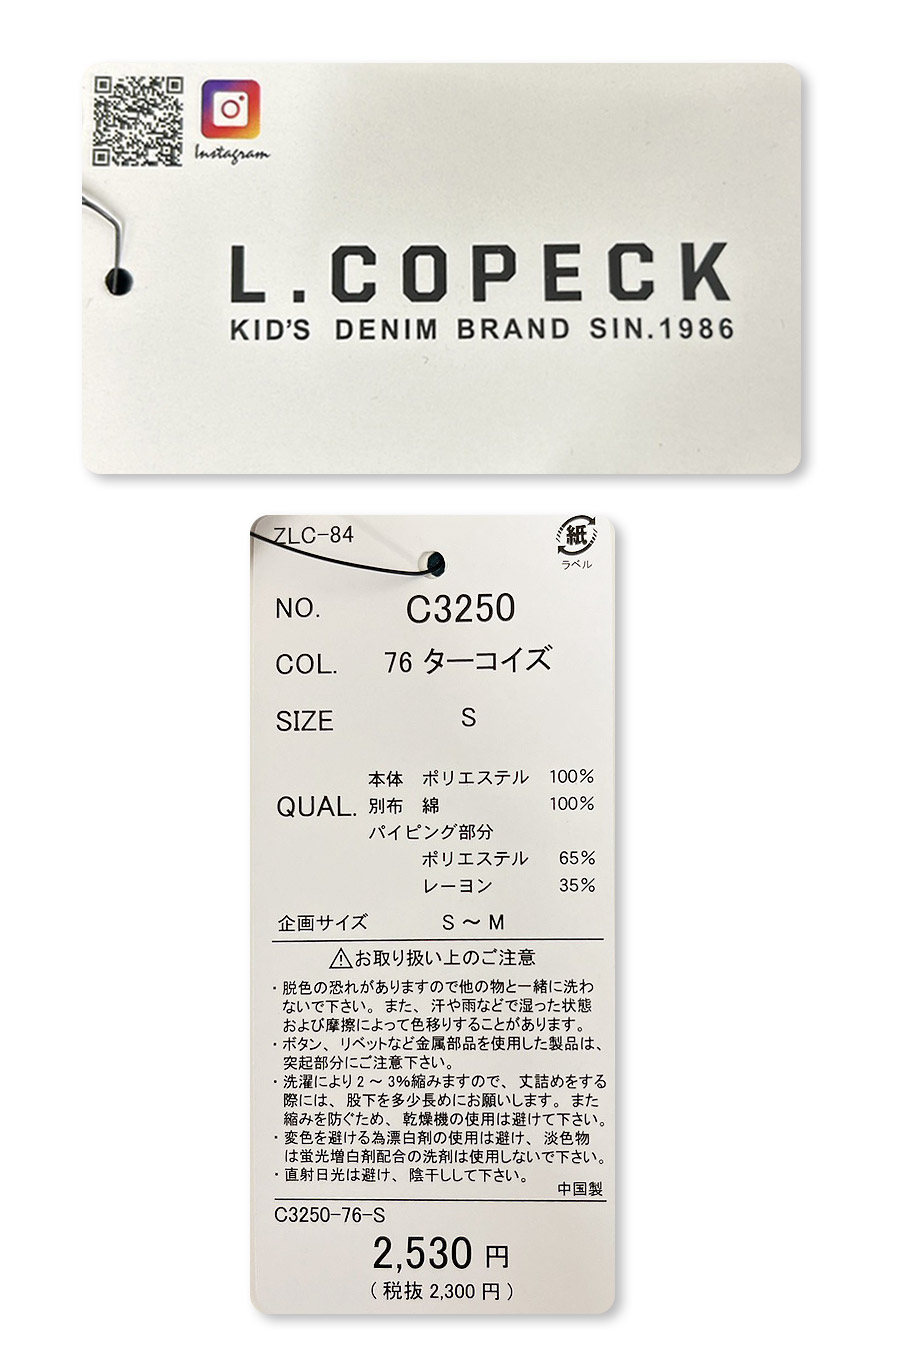 Instagram
L.COPECK
KID'S DENIM BRAND SIN.1986
ZLC-84
紙
ラベル
NO. C3250
COL. 76 ターコイズ
SIZE S
QUAL. 本体 ポリエステル 100%
別布 綿 100%
パイピング部分
ポリエステル 65%
レーヨン 35%
企画サイズ S～M
⚠お取り扱い上のご注意
・脱色の恐れがありますので他の物と一緒に洗わ
ないで下さい。また、汗や雨などで湿った状態
および摩擦によって色移りすることがあります。
・ボタン、リベットなど金属部品を使用した製品は、
突起部分にご注意下さい。
・洗濯により2～3%縮みますので、丈詰めをする
際には、股下を多少長めにお願いします。また
縮みを防ぐため、乾燥機の使用は避けて下さい。
・変色を避ける為漂白剤の使用は避け、淡色物
は蛍光増白剤配合の洗剤は使用しないで下さい。
・直射日光は避け、陰干しして下さい。
中国製
C3250-76-S
2,530 円
(税抜 2,300 円)